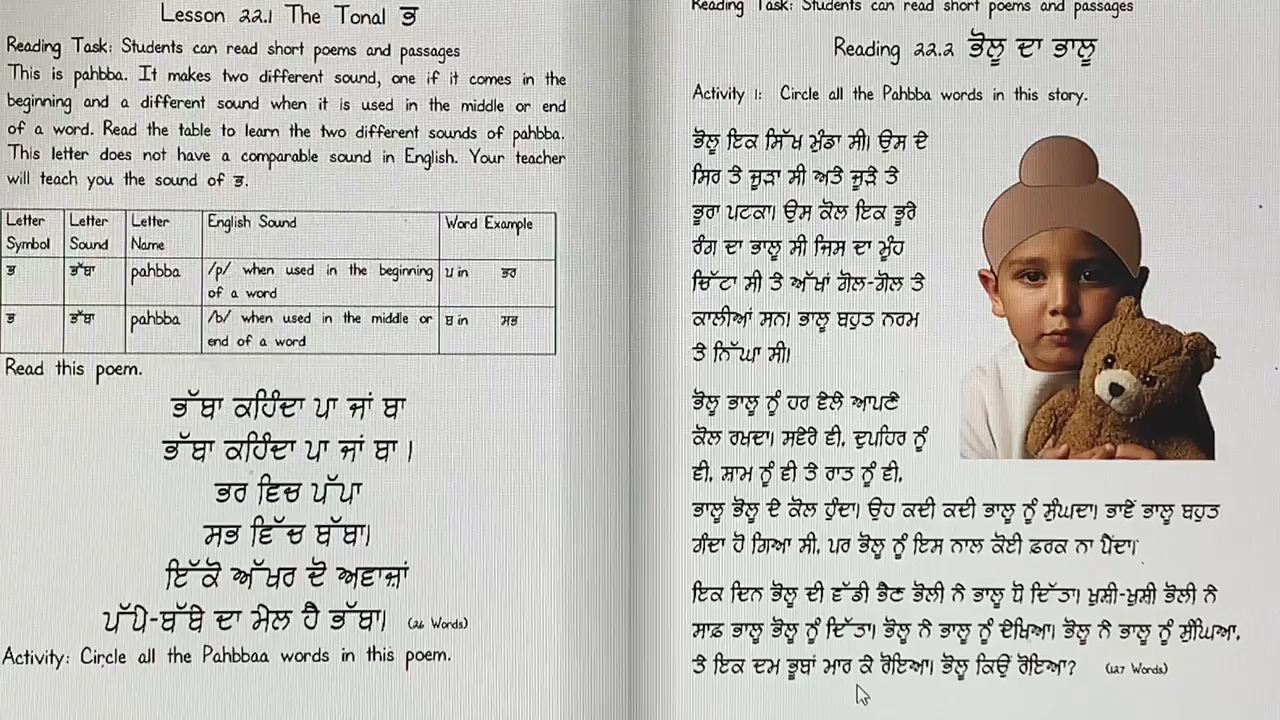 Lesson 22.1 The Tonal ਭ
Reading Task: Students can read short poems and passages
This is pahbba. It makes two different sound, one if it comes in the
beginning and a different sound when it is used in the middle or end
of a word. Read the table to learn the two different sounds of pahbba.
This letter does not have a comparable sound in English. Your teacher
will teach you the sound of ਭ.
Letter Symbol Letter Sound Letter Name English Sound Word Example
ਭ ਭੱਬਾ pahbba /p/ when used in the beginning of a word ਪ in ਭਰ
ਭ ਭੱਬਾ pahbba /b/ when used in the middle or end of a word ਬ in ਸਭ
Read this poem.
ਭੱਬਾ ਕਹਿੰਦਾ ਪਾ ਜਾਂ ਬਾ
ਭੱਬਾ ਕਹਿੰਦਾ ਪਾ ਜਾਂ ਬਾ।
ਭਰ ਵਿਚ ਪੱਪਾ
ਸਭ ਵਿੱਚ ਬੱਬਾ।
ਇੱਕੋ ਅੱਖਰ ਦੋ ਅਵਾਜ਼ਾਂ
ਪੱਪੇ-ਬੱਬੇ ਦਾ ਮੇਲ ਹੈ ਭੱਬਾ। (26 Words)
Activity: Circle all the Pahbbaa words in this poem.
Reading Task: Students can read short poems and passages
Reading 22.2 ਭੋਲੂ ਦਾ ਭਾਲੂ
Activity 1: Circle all the Pahbba words in this story.
ਭੋਲੂ ਇਕ ਸਿੱਖ ਮੁੰਡਾ ਸੀ। ਉਸ ਦੇ
ਸਿਰ ਤੇ ਜੂੜਾ ਸੀ ਅਤੇ ਜੂੜੇ ਤੇ
ਭੂਰਾ ਪਟਕਾ। ਉਸ ਕੋਲ ਇਕ ਭੂਰੇ
ਰੰਗ ਦਾ ਭਾਲੂ ਸੀ ਜਿਸ ਦਾ ਮੂੰਹ
ਚਿੱਟਾ ਸੀ ਤੇ ਅੱਖਾਂ ਗੋਲ-ਗੋਲ ਤੇ
ਕਾਲੀਆਂ ਸਨ। ਭਾਲੂ ਬਹੁਤ ਨਰਮ
ਤੇ ਨਿੱਘਾ ਸੀ।
ਭੋਲੂ ਭਾਲੂ ਨੂੰ ਹਰ ਵੇਲੇ ਆਪਣੇ
ਕੋਲ ਰਖਦਾ। ਸਵੇਰੇ ਵੀ, ਦੁਪਹਿਰ ਨੂੰ
ਵੀ, ਸ਼ਾਮ ਨੂੰ ਵੀ ਤੇ ਰਾਤ ਨੂੰ ਵੀ,
ਭਾਲੂ ਭੋਲੂ ਦੇ ਕੋਲ ਹੁੰਦਾ। ਉਹ ਕਦੀ ਕਦੀ ਭਾਲੂ ਨੂੰ ਸੁੰਘਦਾ। ਭਾਵੇਂ ਭਾਲੂ ਬਹੁਤ
ਗੰਦਾ ਹੋ ਗਿਆ ਸੀ, ਪਰ ਭੋਲੂ ਨੂੰ ਇਸ ਨਾਲ ਕੋਈ ਫ਼ਰਕ ਨਾ ਪੈਂਦਾ।
ਇਕ ਦਿਨ ਭੋਲੂ ਦੀ ਵੱਡੀ ਭੈਣ ਭੋਲੀ ਨੇ ਭਾਲੂ ਧੋ ਦਿੱਤਾ। ਖ਼ੁਸ਼ੀ-ਖ਼ੁਸ਼ੀ ਭੋਲੀ ਨੇ
ਸਾਫ਼ ਭਾਲੂ ਭੋਲੂ ਨੂੰ ਦਿੱਤਾ। ਭੋਲੂ ਨੇ ਭਾਲੂ ਨੂੰ ਦੇਖਿਆ। ਭੋਲੂ ਨੇ ਭਾਲੂ ਨੂੰ ਸੁੰਘਿਆ,
ਤੇ ਇਕ ਦਮ ਭੂਬਾਂ ਮਾਰ ਕੇ ਰੋਇਆ। ਭੋਲੂ ਕਿਉਂ ਰੋਇਆ? (127 Words)